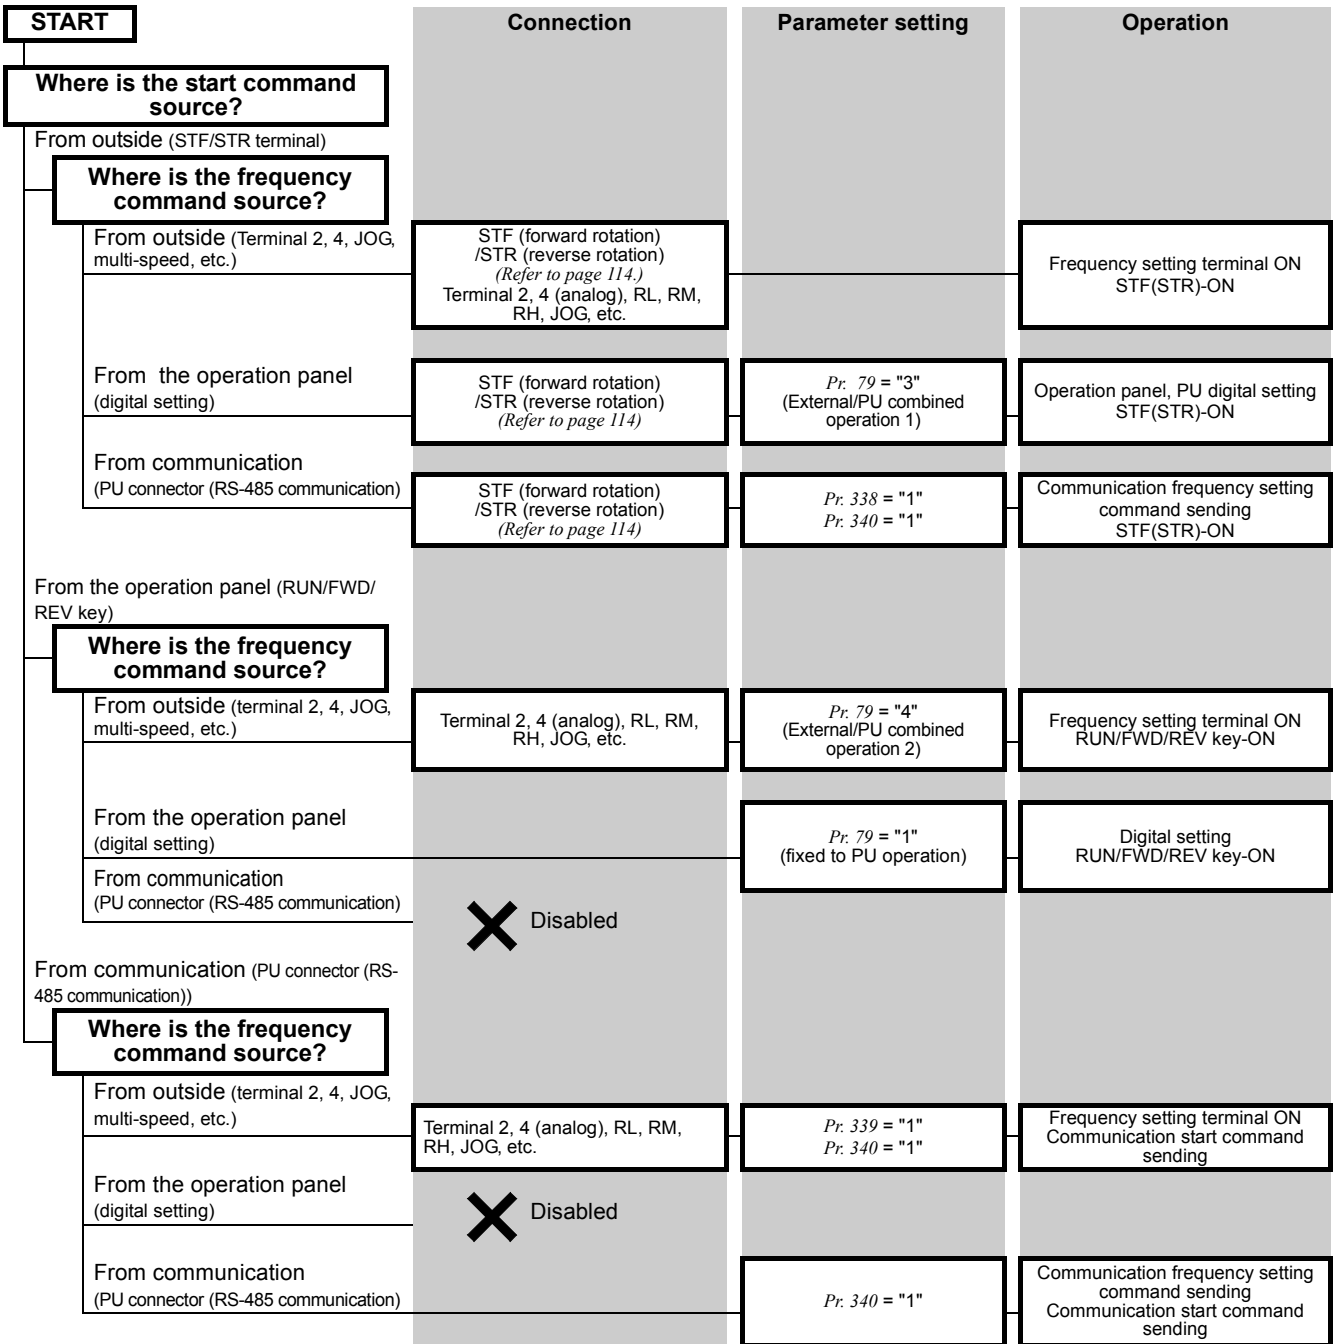 START
Connection
Parameter setting
Operation
Where is the start command
source?
From outside (STF/STR terminal)
Where is the frequency
command source?
From outside (Terminal 2, 4, JOG,
multi-speed, etc.)
STF (forward rotation)
/STR (reverse rotation)
(Refer to page 114.)
Terminal 2, 4 (analog), RL, RM,
RH, JOG, etc.
Frequency setting terminal ON
STF(STR)-ON
From the operation panel
(digital setting)
STF (forward rotation)
/STR (reverse rotation)
(Refer to page 114)
Pr. 79 = "3"
(External/PU combined
operation 1)
Operation panel, PU digital setting
STF(STR)-ON
From communication
(PU connector (RS-485 communication)
STF (forward rotation)
/STR (reverse rotation)
(Refer to page 114)
Pr. 338 = "1"
Pr. 340 = "1"
Communication frequency setting
command sending
STF(STR)-ON
From the operation panel (RUN/FWD/
REV key)
Where is the frequency
command source?
From outside (terminal 2, 4, JOG,
multi-speed, etc.)
Terminal 2, 4 (analog), RL, RM,
RH, JOG, etc.
Pr. 79 = "4"
(External/PU combined
operation 2)
Frequency setting terminal ON
RUN/FWD/REV key-ON
From the operation panel
(digital setting)
Pr. 79 = "1"
(fixed to PU operation)
Digital setting
RUN/FWD/REV key-ON
From communication
(PU connector (RS-485 communication)
Disabled
From communication (PU connector (RS-
485 communication))
Where is the frequency
command source?
From outside (terminal 2, 4, JOG,
multi-speed, etc.)
Terminal 2, 4 (analog), RL, RM,
RH, JOG, etc.
Pr. 339 = "1"
Pr. 340 = "1"
Frequency setting terminal ON
Communication start command
sending
From the operation panel
(digital setting)
Disabled
From communication
(PU connector (RS-485 communication)
Pr. 340 = "1"
Communication frequency setting
command sending
Communication start command
sending